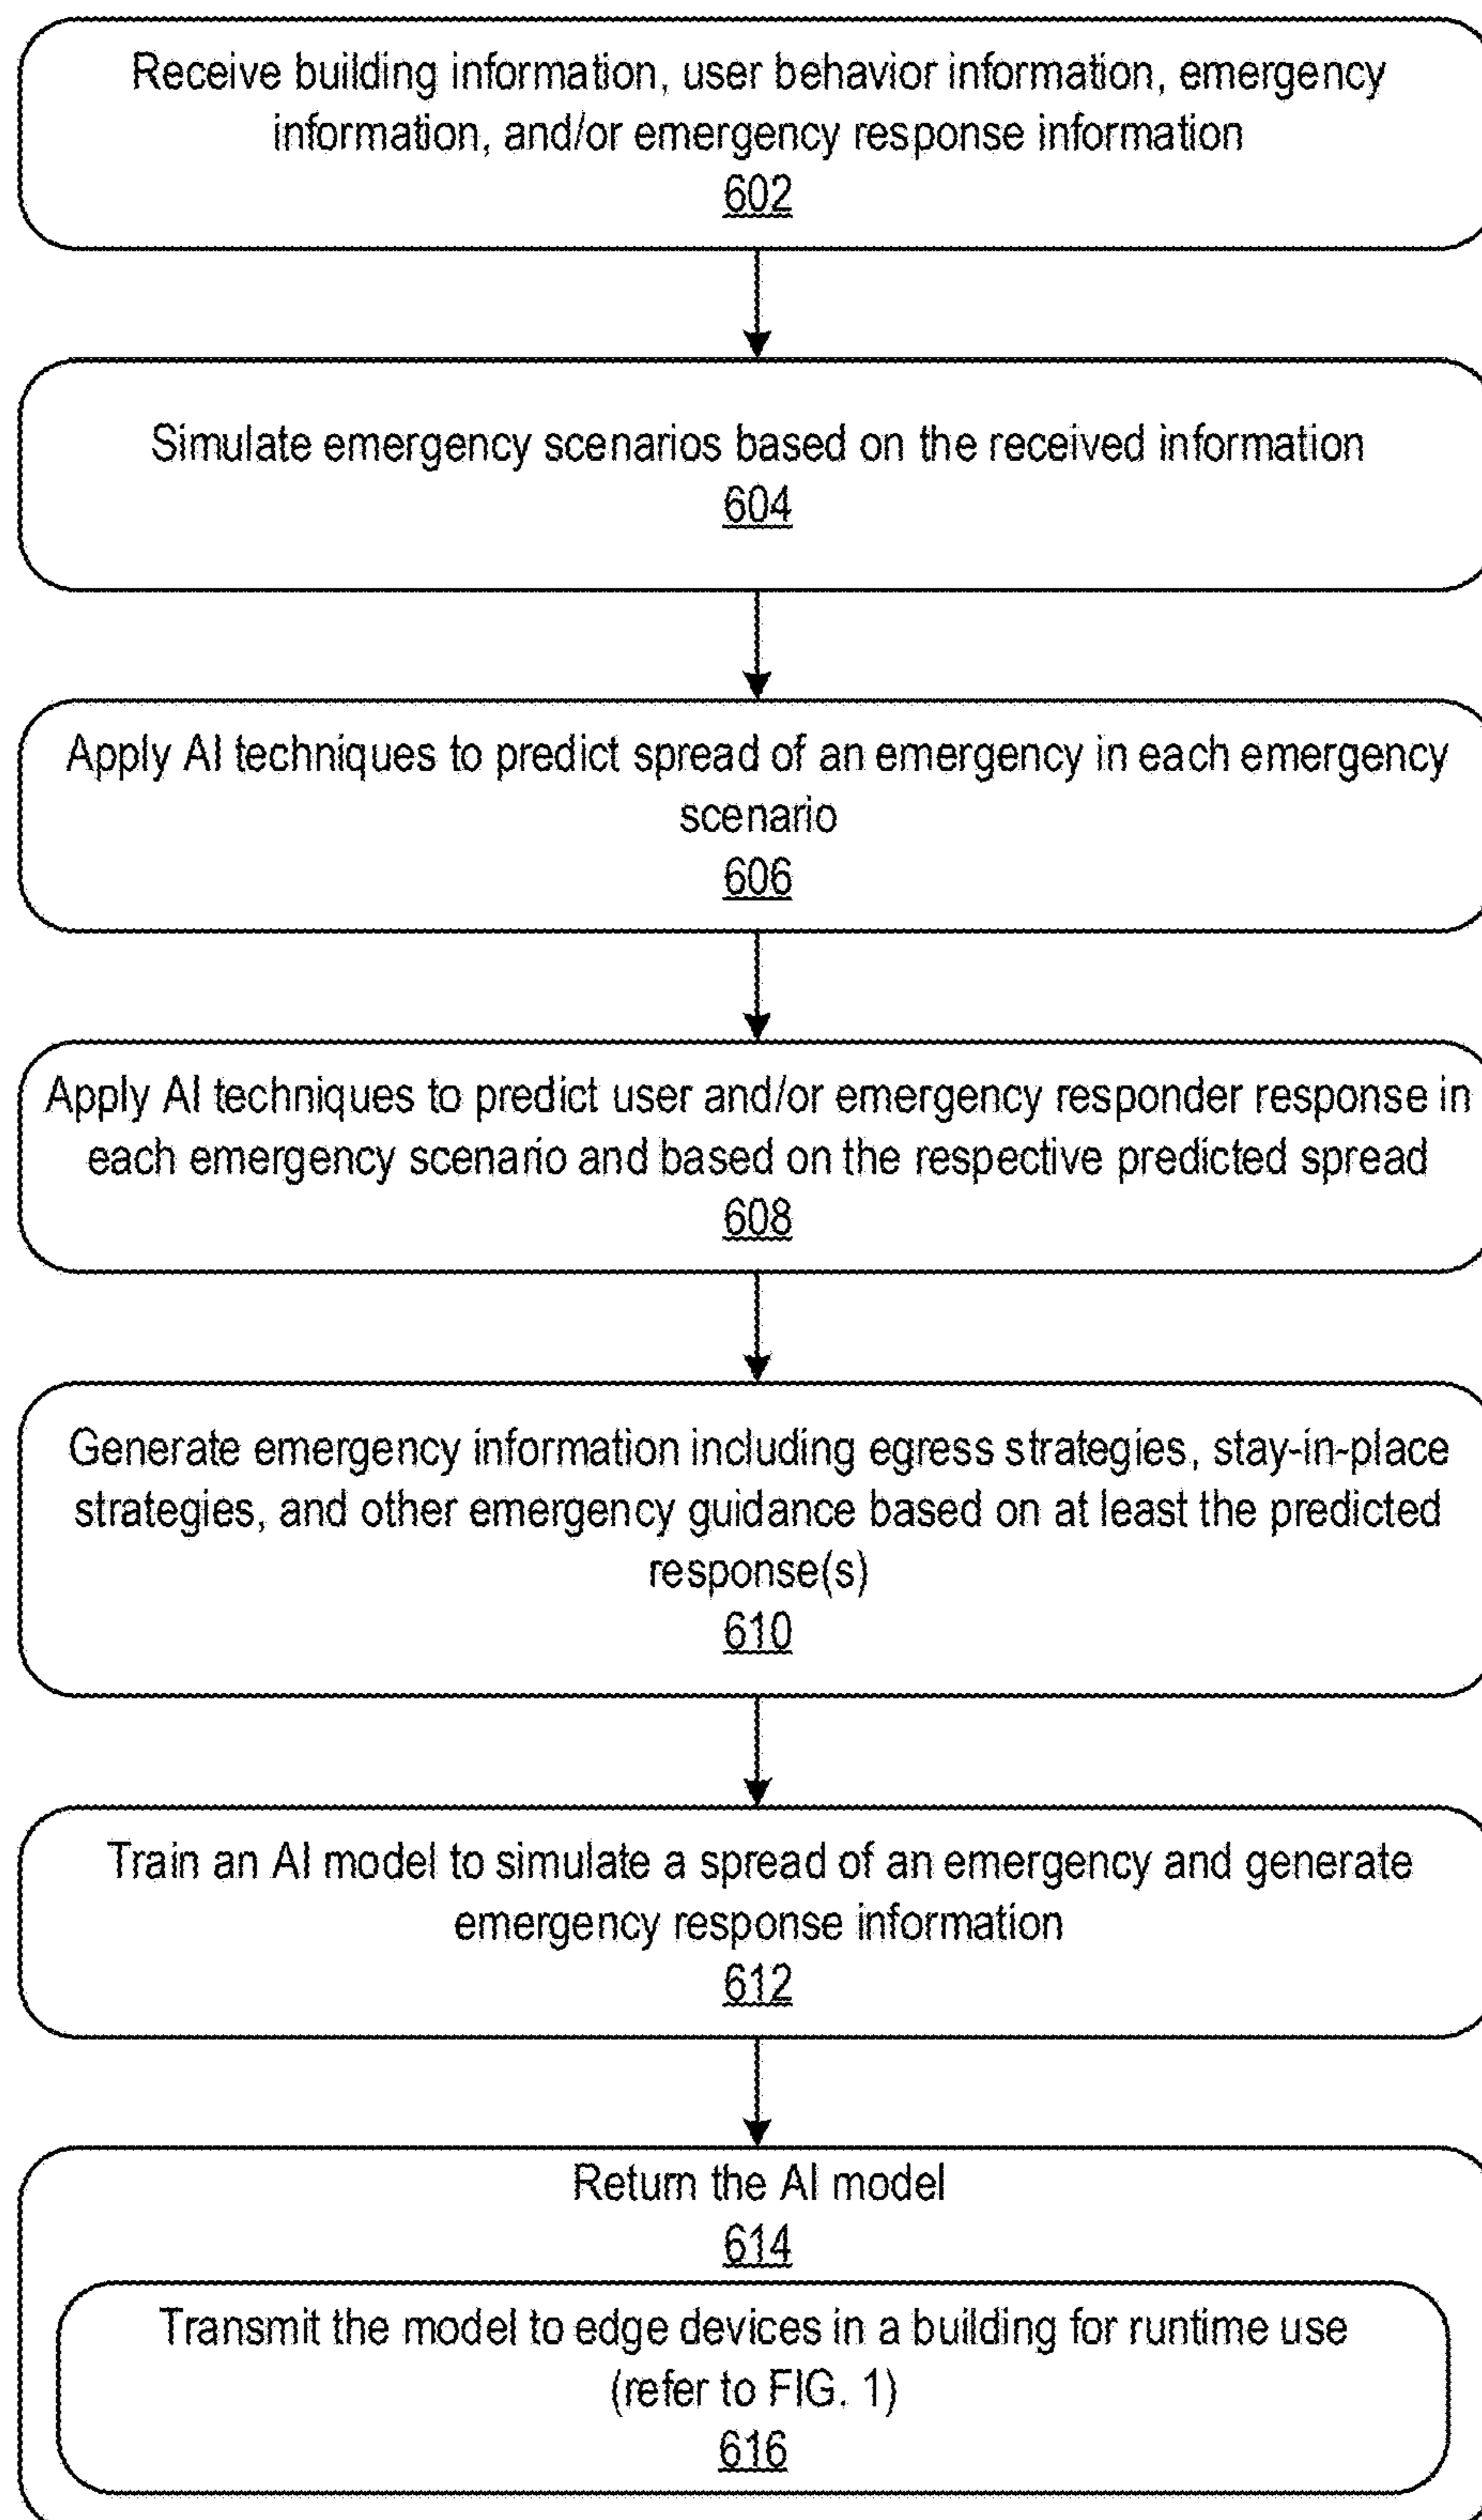 Receive building information, user behavior information, emergency
information, and/or emergency response information
602
Simulate emergency scenarios based on the received information
604
Apply AI techniques to predict spread of an emergency in each emergency
scenario
606
Apply AI techniques to predict user and/or emergency responder response in
each emergency scenario and based on the respective predicted spread
608
Generate emergency information including egress strategies, stay-in-place
strategies, and other emergency guidance based on at least the predicted
response(s)
610
Train an AI model to simulate a spread of an emergency and generate
emergency response information
612
Return the AI model
614
Transmit the model to edge devices in a building for runtime use
(refer to FIG. 1)
616